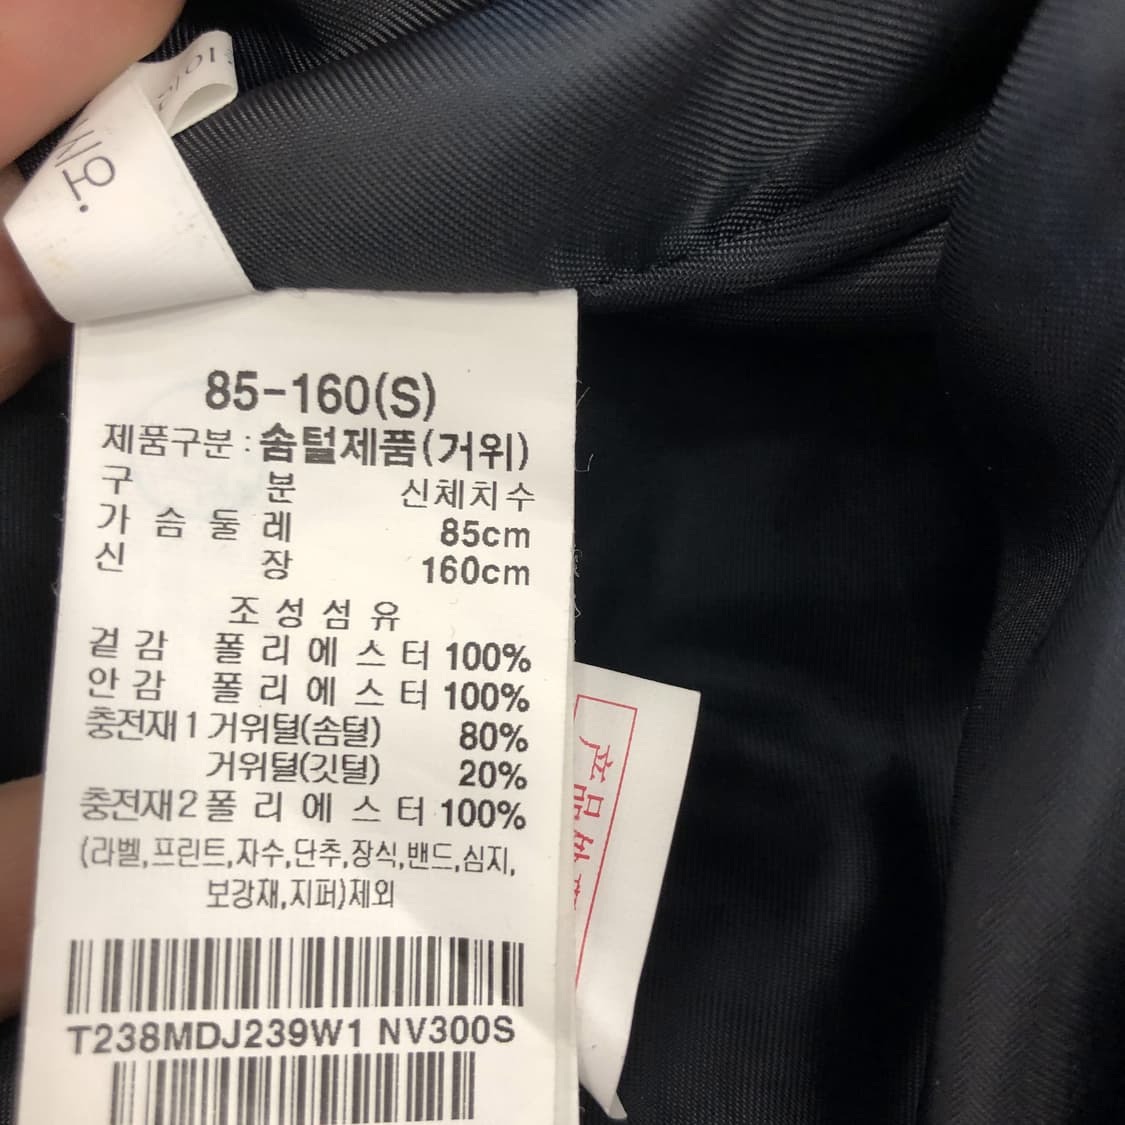 85-160(S)
제품구분 : 솜털제품(거위)
구 분 신체치수
가 슴 둘 레 85cm
신 장 160cm
조 성 섬 유
겉 감 폴 리 에 스 터 100%
안 감 폴 리 에 스 터 100%
충전재1 거위털(솜털) 80%
거위털(깃털) 20%
충전재2 폴 리 에 스 터 100%
(라벨,프린트,자수,단추,장식,밴드,심지,
보강재,지퍼)제외
T238MDJ239W1 NV300S
产品